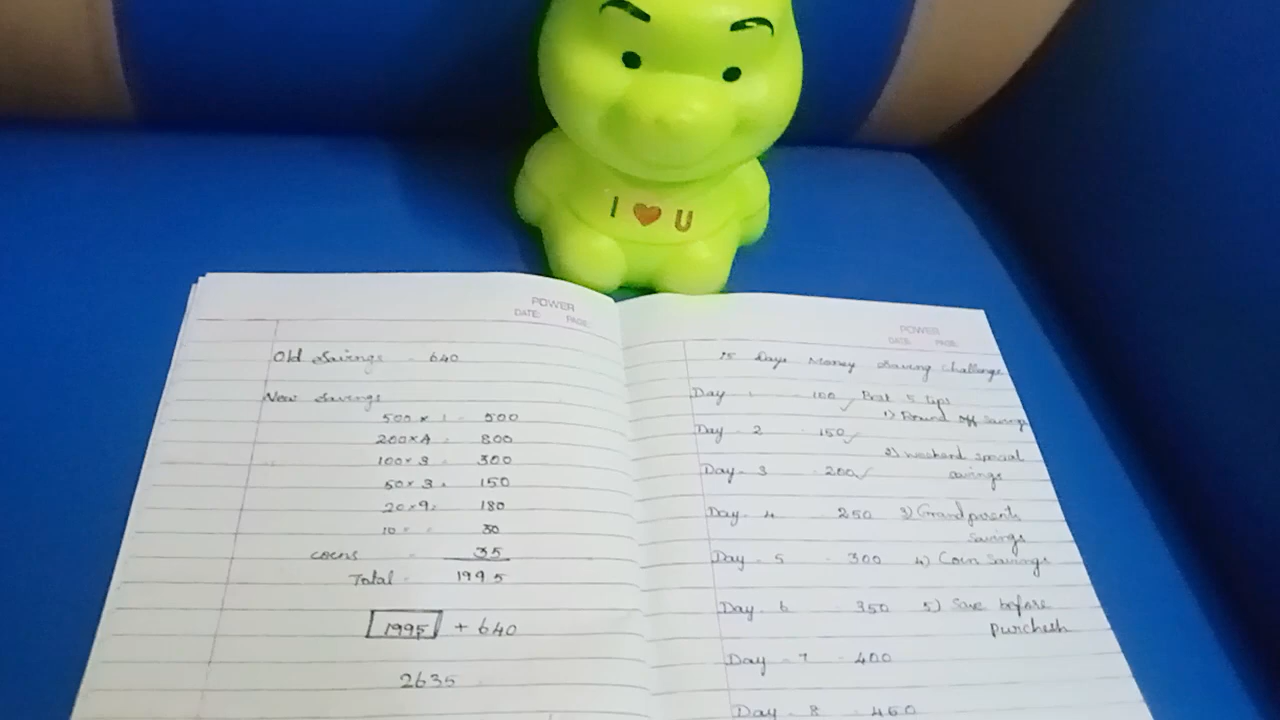 I ❤ U
POWER
DATE: PAGE:
Old Savings - 640
New Savings
500 x 1 - 500
200 x 4 = 800
100 x 3 = 300
50 x 3 = 150
20 x 9 = 180
10 = = 30
coens - 35
Total - 1995
1995 + 640
2635
POWER
DATE: PAGE:
15 Days Money Saving Challenge
Day 1 - 100 ✓ Best 5 tips
1) Round off Savings
Day - 2 - 150 ✓
2) weekend special
savings
Day - 3 - 200 ✓
Day - 4 250 3) Grandparents
Savings
Day - 5 - 300 4) Coin Savings
Day - 6 - 350 5) Save before
purchesh
Day - 7 - 400
Day - 8 - 450